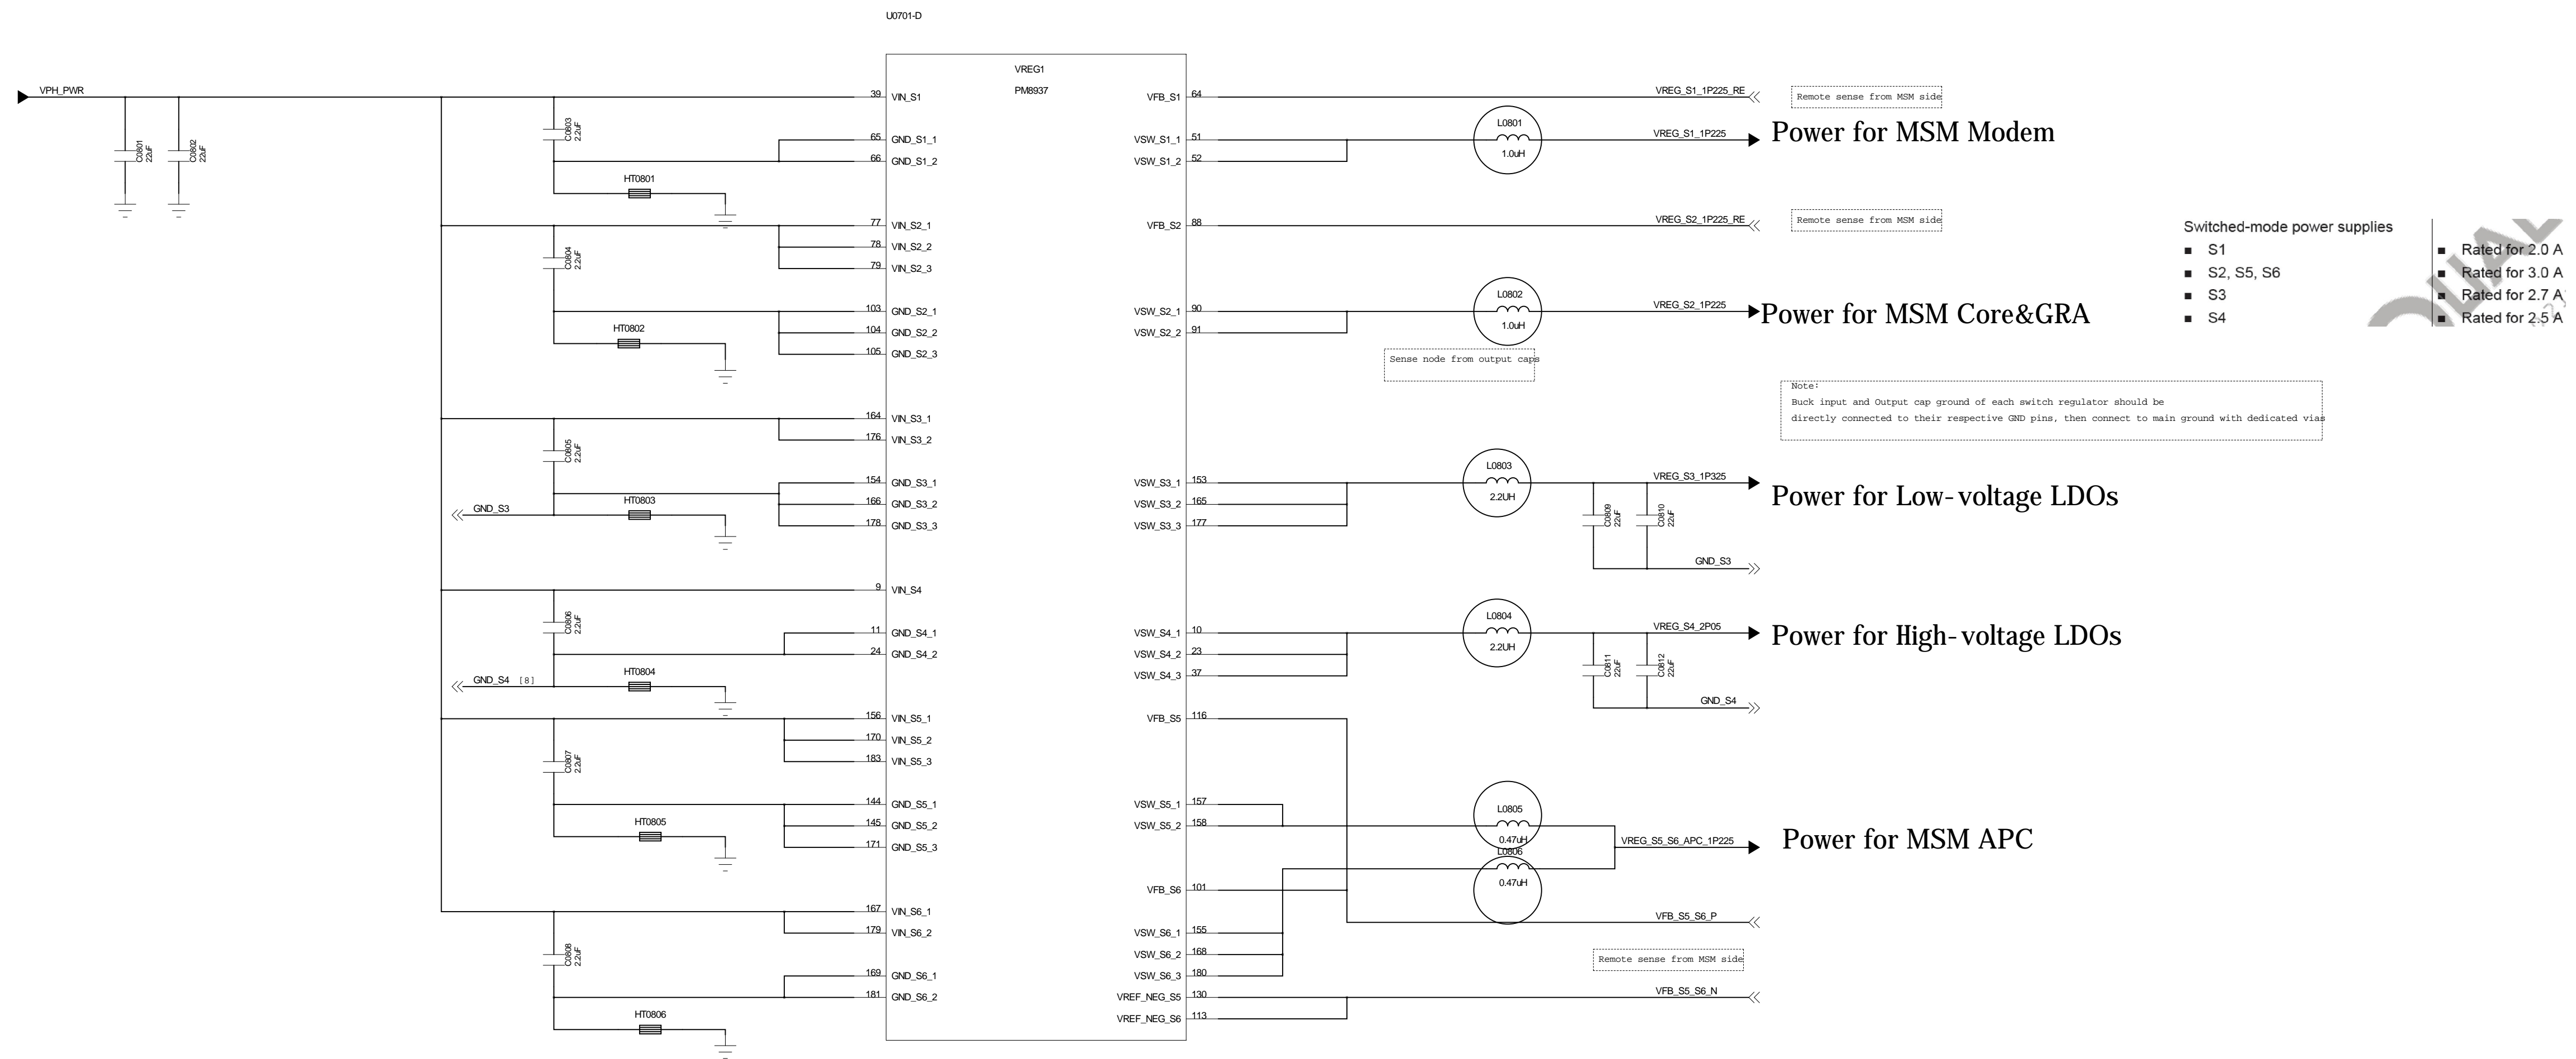 U0701-D
VREG1
PM8937
VPH_PWR
C0801
22uF
C0802
22uF
C0803
2.2uF
HT0801
C0804
2.2uF
HT0802
C0805
2.2uF
GND_S3
HT0803
C0806
2.2uF
GND_S4 [8]
HT0804
C0807
2.2uF
HT0805
C0808
2.2uF
HT0806
39 VIN_S1
65 GND_S1_1
66 GND_S1_2
77 VIN_S2_1
78 VIN_S2_2
79 VIN_S2_3
103 GND_S2_1
104 GND_S2_2
105 GND_S2_3
164 VIN_S3_1
176 VIN_S3_2
154 GND_S3_1
166 GND_S3_2
178 GND_S3_3
9 VIN_S4
11 GND_S4_1
24 GND_S4_2
156 VIN_S5_1
170 VIN_S5_2
183 VIN_S5_3
144 GND_S5_1
145 GND_S5_2
171 GND_S5_3
167 VIN_S6_1
179 VIN_S6_2
169 GND_S6_1
181 GND_S6_2
VFB_S1 64
VSW_S1_1 51
VSW_S1_2 52
VFB_S2 88
VSW_S2_1 90
VSW_S2_2 91
VSW_S3_1 153
VSW_S3_2 165
VSW_S3_3 177
VSW_S4_1 10
VSW_S4_2 23
VSW_S4_3 37
VFB_S5 116
VSW_S5_1 157
VSW_S5_2 158
VFB_S6 101
VSW_S6_1 155
VSW_S6_2 168
VSW_S6_3 180
VREF_NEG_S5 130
VREF_NEG_S6 113
VREG_S1_1P225_RE
Remote sense from MSM side
L0801
1.0uH
VREG_S1_1P225
Power for MSM Modem
VREG_S2_1P225_RE
Remote sense from MSM side
L0802
1.0uH
VREG_S2_1P225
Power for MSM Core&GRA
Sense node from output caps
Switched-mode power supplies
■ S1
■ Rated for 2.0 A
■ S2, S5, S6
■ Rated for 3.0 A
■ S3
■ Rated for 2.7 A
■ S4
■ Rated for 2.5 A
Note:
Buck input and Output cap ground of each switch regulator should be
directly connected to their respective GND pins, then connect to main ground with dedicated vias
L0803
2.2UH
VREG_S3_1P325
Power for Low-voltage LDOs
C0809
22uF
C0810
22uF
GND_S3
L0804
2.2UH
VREG_S4_2P05
Power for High-voltage LDOs
C0811
22uF
C0812
22uF
GND_S4
L0805
0.47uH
VREG_S5_S6_APC_1P225
Power for MSM APC
L0806
0.47uH
VFB_S5_S6_P
Remote sense from MSM side
VFB_S5_S6_N